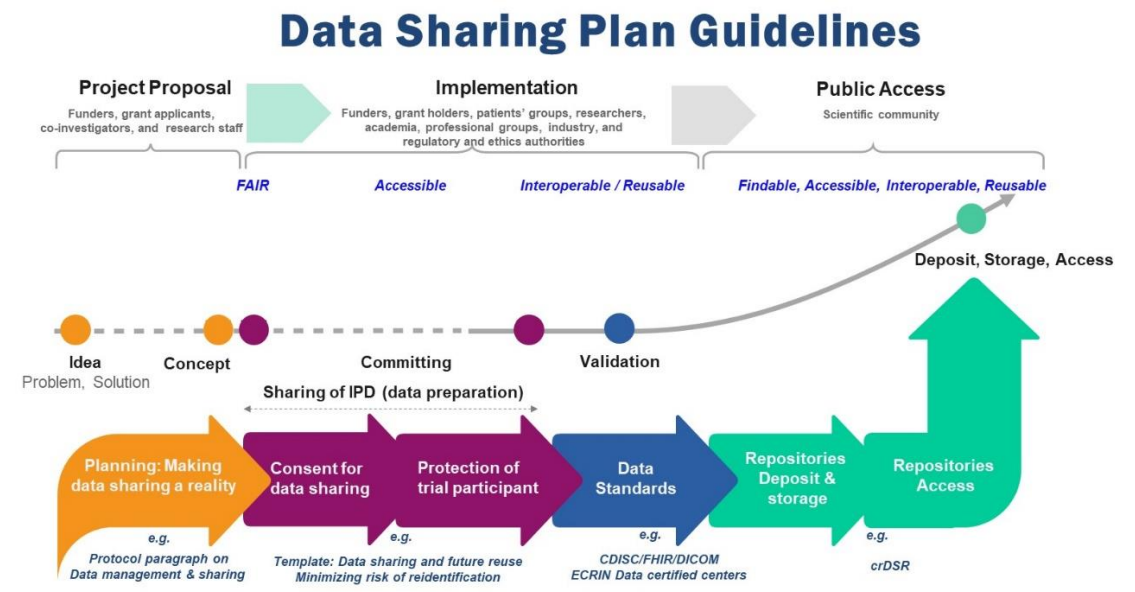 Data Sharing Plan Guidelines
Project Proposal
Funders, grant applicants,
co-investigators, and research staff
Implementation
Funders, grant holders, patients' groups, researchers,
academia, professional groups, industry, and
regulatory and ethics authorities
Public Access
Scientific community
FAIR
Accessible
Interoperable / Reusable
Findable, Accessible, Interoperable, Reusable
Deposit, Storage, Access
Idea
Problem, Solution
Concept
Committing
Validation
Sharing of IPD (data preparation)
Planning: Making
data sharing a reality
Consent for
data sharing
Protection of
trial participant
Data
Standards
Repositories
Deposit &
storage
Repositories
Access
e.g.
Protocol paragraph on
Data management & sharing
e.g.
Template: Data sharing and future reuse
Minimizing risk of reidentification
e.g.
CDISC/FHIR/DICOM
ECRIN Data certified centers
e.g.
crDSR